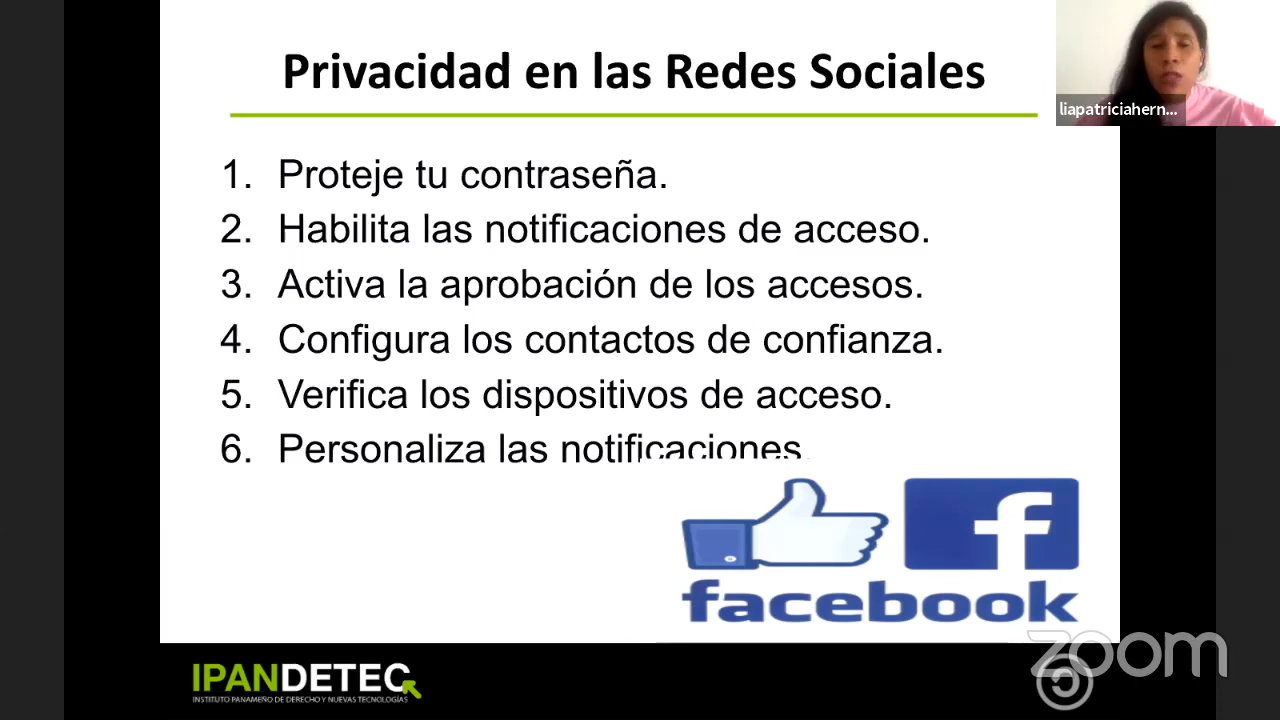 Privacidad en las Redes Sociales
liapatriciahern...
1. Proteje tu contraseña.
2. Habilita las notificaciones de acceso.
3. Activa la aprobación de los accesos.
4. Configura los contactos de confianza.
5. Verifica los dispositivos de acceso.
6. Personaliza las notificaciones.
f
facebook
zoom
IPANDETEC
INSTITUTO PANAMEÑO DE DERECHO Y NUEVAS TECNOLOGÍAS